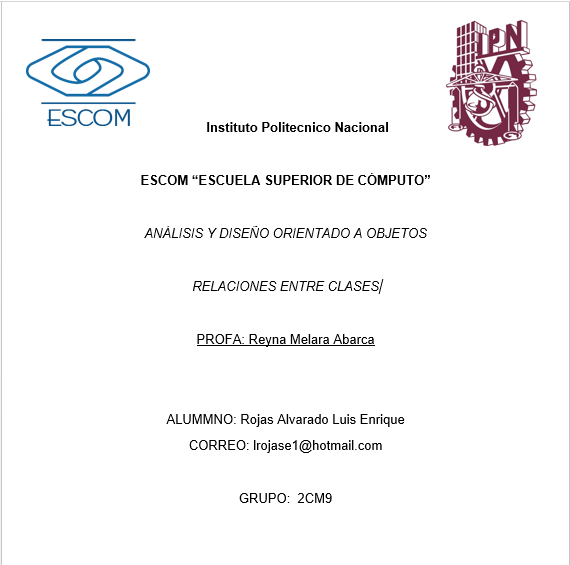 ESCOM
IPN
Instituto Politecnico Nacional
ESCOM “ESCUELA SUPERIOR DE CÓMPUTO”
ANÁLISIS Y DISEÑO ORIENTADO A OBJETOS
RELACIONES ENTRE CLASES
PROFA: Reyna Melara Abarca
ALUMMNO: Rojas Alvarado Luis Enrique
CORREO: lrojase1@hotmail.com
GRUPO: 2CM9